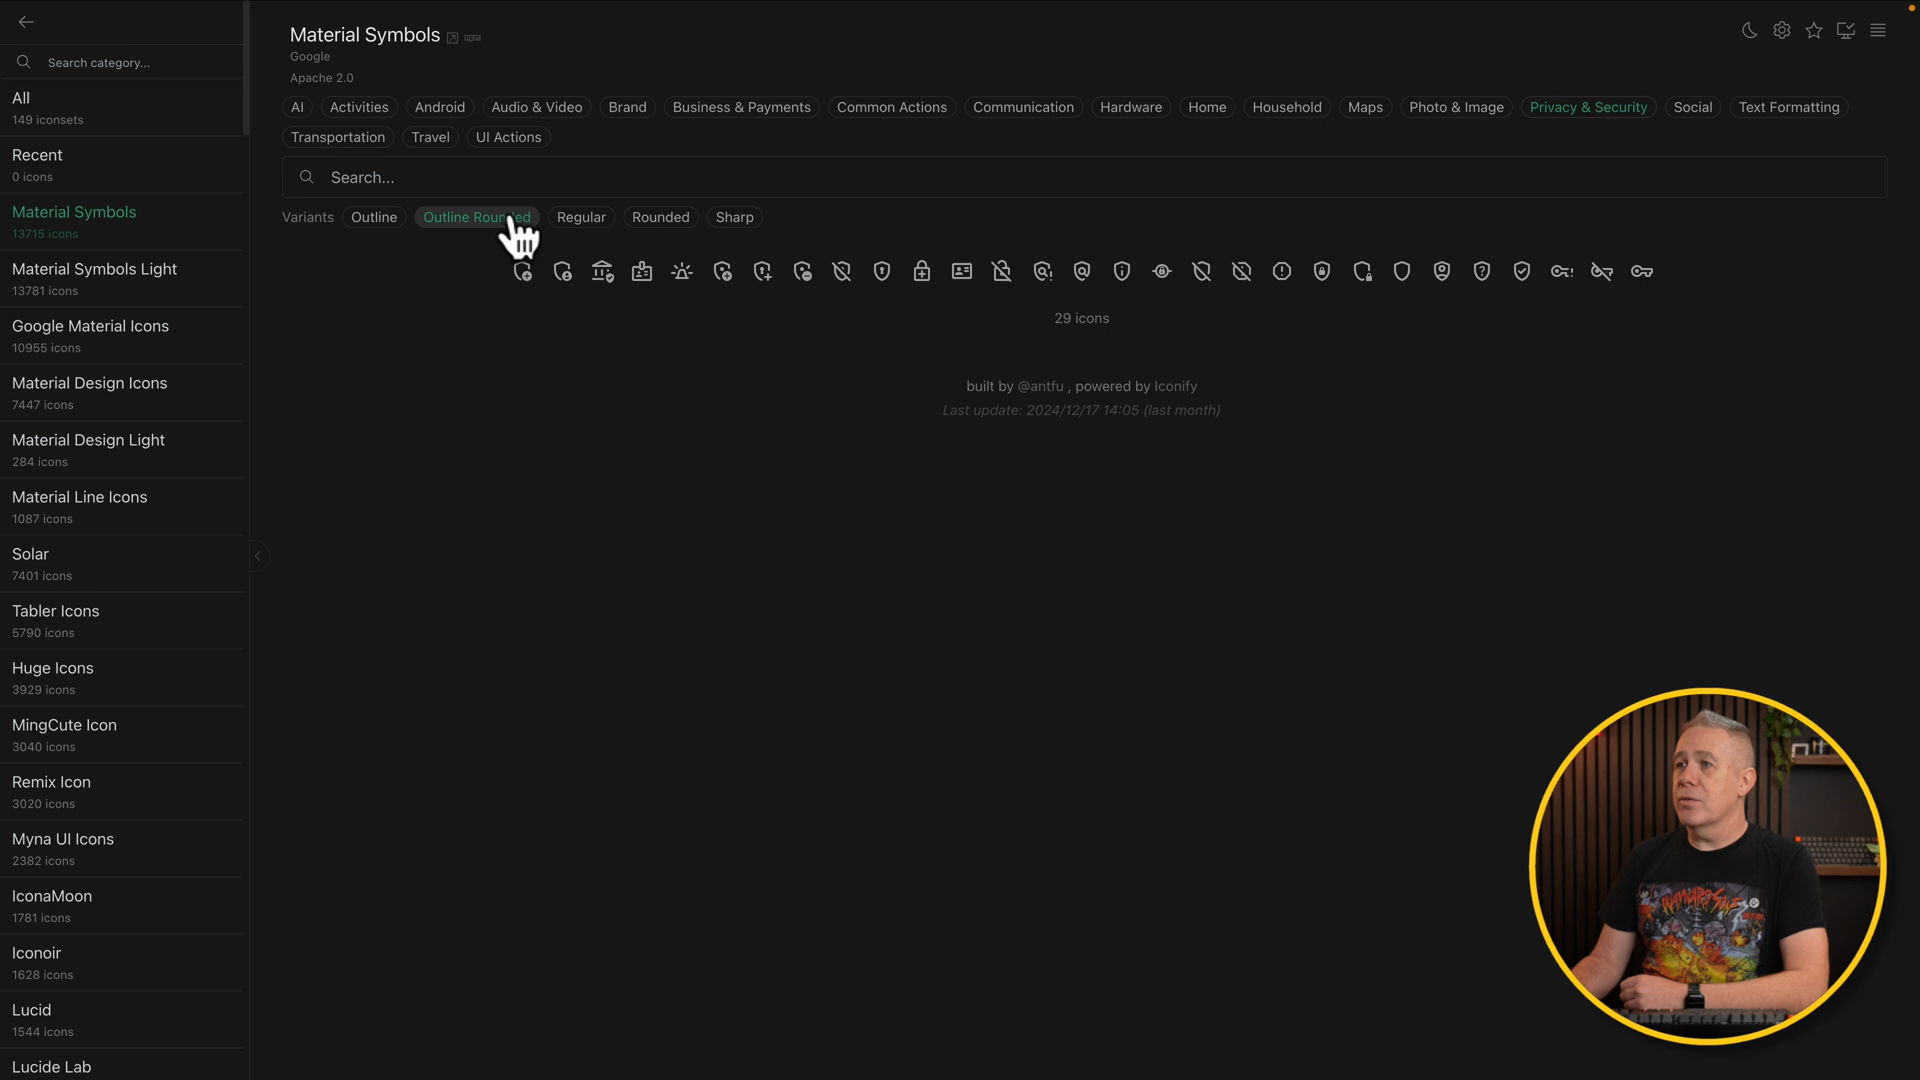 Search category...
All
149 iconsets
Recent
0 icons
Material Symbols
13715 icons
Material Symbols Light
13781 icons
Google Material Icons
10955 icons
Material Design Icons
7447 icons
Material Design Light
284 icons
Material Line Icons
1087 icons
Solar
7401 icons
Tabler Icons
5790 icons
Huge Icons
3929 icons
MingCute Icon
3040 icons
Remix Icon
3020 icons
Myna UI Icons
2382 icons
IconaMoon
1781 icons
Iconoir
1628 icons
Lucid
1544 icons
Lucide Lab
Material Symbols
Google
Apache 2.0
AI Activities Android Audio & Video Brand Business & Payments Common Actions Communication Hardware Home Household Maps Photo & Image Privacy & Security Social Text Formatting
Transportation Travel UI Actions
Search...
Variants Outline Outline Rounded Regular Rounded Sharp
29 icons
built by @antfu , powered by Iconify
Last update: 2024/12/17 14:05 (last month)